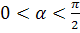 0 < α < π/2